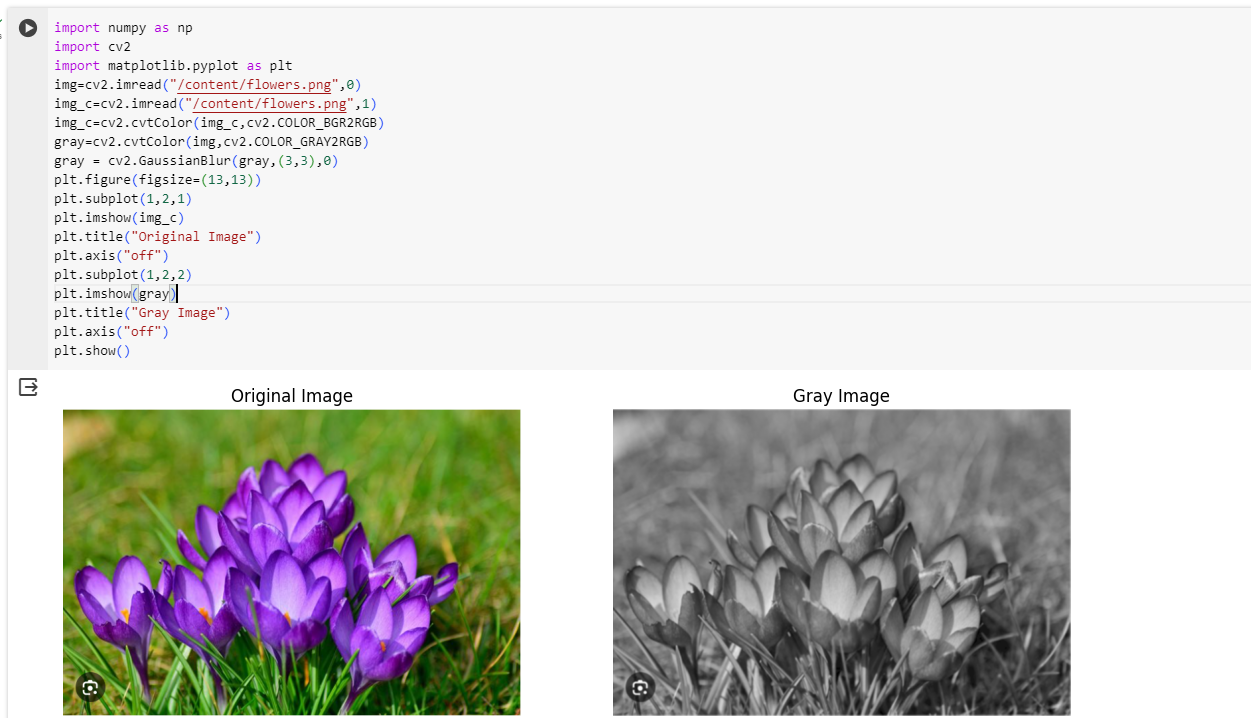 import numpy as np
import cv2
import matplotlib.pyplot as plt
img=cv2.imread("/content/flowers.png",0)
img_c=cv2.imread("/content/flowers.png",1)
img_c=cv2.cvtColor(img_c,cv2.COLOR_BGR2RGB)
gray=cv2.cvtColor(img,cv2.COLOR_GRAY2RGB)
gray = cv2.GaussianBlur(gray,(3,3),0)
plt.figure(figsize=(13,13))
plt.subplot(1,2,1)
plt.imshow(img_c)
plt.title("Original Image")
plt.axis("off")
plt.subplot(1,2,2)
plt.imshow(gray)
plt.title("Gray Image")
plt.axis("off")
plt.show()
Original Image
Gray Image